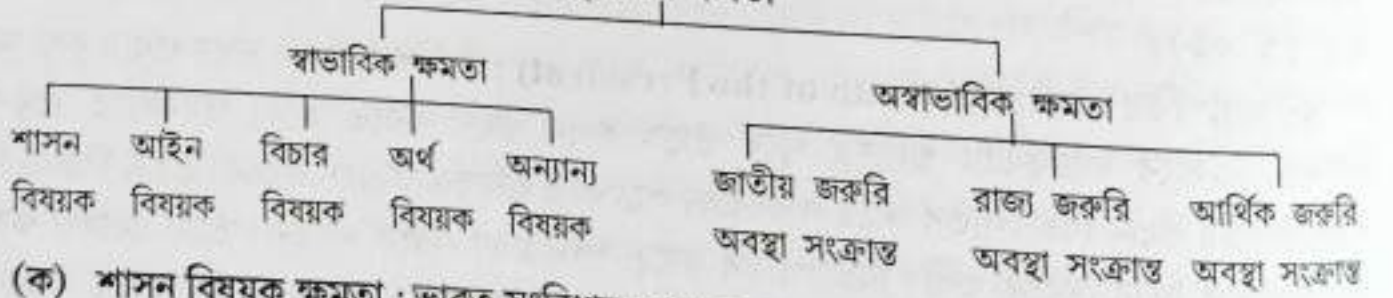 স্বাভাবিক ক্ষমতা
অস্বাভাবিক ক্ষমতা
শাসন বিষয়ক
আইন বিষয়ক
বিচার বিষয়ক
অর্থ বিষয়ক
অন্যান্য বিষয়ক
জাতীয় জরুরি অবস্থা সংক্রান্ত
রাজ্য জরুরি অবস্থা সংক্রান্ত
আর্থিক জরুরি অবস্থা সংক্রান্ত
(ক) শাসন বিষয়ক ক্ষমতা : ভারত